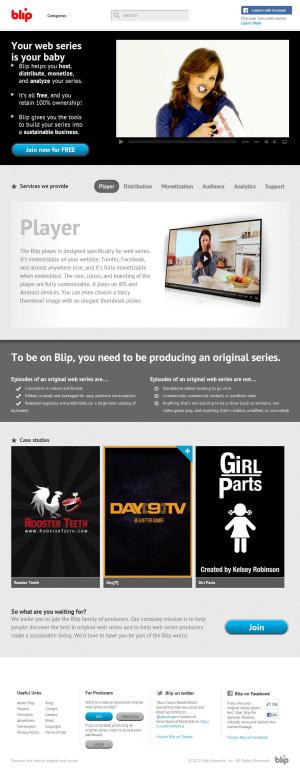 blip
Categories
Search
Connect with Facebook
Discover new web series!
Learn More
Your web series
is your baby
Blip helps you host,
distribute, monetize,
and analyze your series.
It's all free, and you
retain 100% ownership!
Blip gives you the tools
to build your series into
a sustainable business.
Join now for FREE
Services we provide
Player
Distribution
Monetization
Audience
Analytics
Support
Player
The Blip player is designed specifically for web series.
It's embeddable on your website, Tumblr, Facebook,
and almost anywhere else, and it's fully monetizable
when embedded. The size, colors, and branding of the
player are fully customizable. It plays on iOS and
Android devices. You can even choose a fancy
thumbnail image with an elegant thumbnail picker.
To be on Blip, you need to be producing an original series.
Episodes of an original web series are...
Consistent in nature and format
Edited, curated, and packaged for easy audience consumption
Released regularly and predictably (or a large back catalog of
episodes)
Episodes of an original web series are not...
Standalone videos looking to go viral
Commercials, commercial content, or portfolio reels
Anything that's not aspiring to be a show (such as sermons, raw
video game play, and anything that's random, unedited, or uncurated)
Case studies
ROOSTER TEETH
WWW.ROOSTERTEETH.COM
Rooster Teeth
DAY[9]TV
BE A BETTER GAMER
Day[9]
GiRL
PARTS
Created by Kelsey Robinson
Girl Parts
So what are you waiting for?
We invite you to join the Blip family of producers. Our company mission is to help
people discover the best in original web series and to help web series producers
make a sustainable living. We'd love to have you be part of the Blip world.
Join
Useful links
About Blip
People
Principles
Advertisers
Developers
Privacy Policy
Blog
Careers
Support
Press
Copyright
Terms of Use
For Producers
Want to create an awesome original
web series on Blip?
Join
Learn More
If you're already producing an
original series, login to access your
dashboard.
Log in
Blip on twitter
Follow Blip on Twitter
Blip on Facebook
Follow Blip on Facebook
Discover the best in original web series.
© 2012 Blip Networks, Inc. All Rights Reserved.
blip